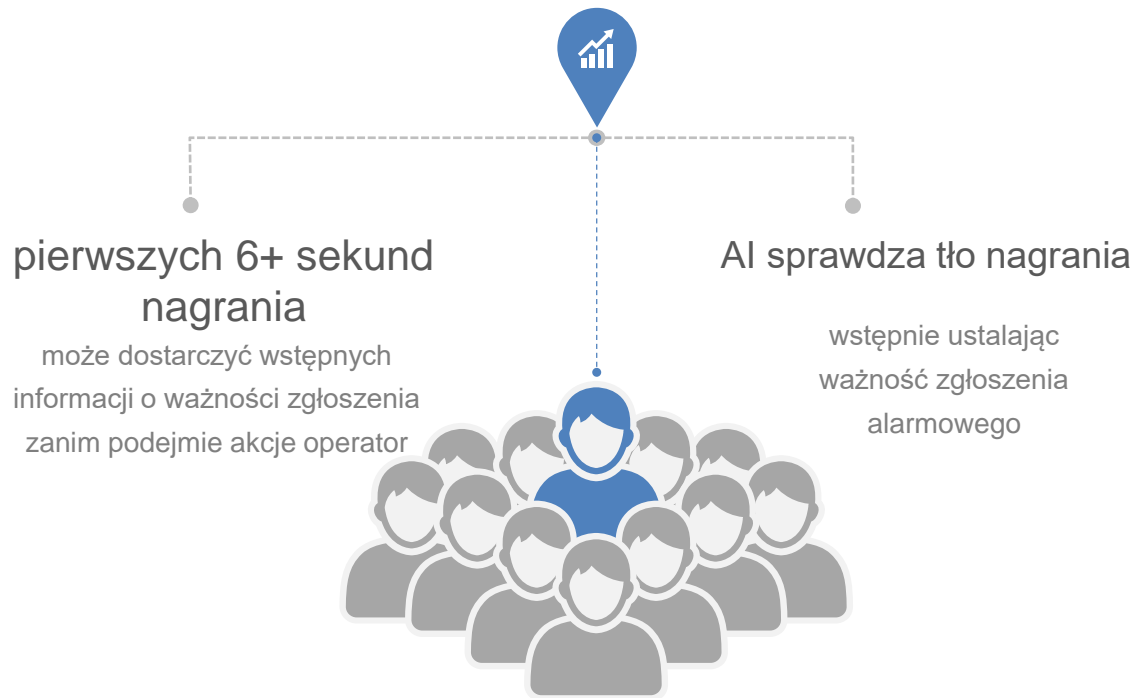 pierwszych 6+ sekund
nagrania
może dostarczyć wstępnych
informacji o ważności zgłoszenia
zanim podejmie akcje operator
AI sprawdza tło nagrania
wstępnie ustalając
ważność zgłoszenia
alarmowego